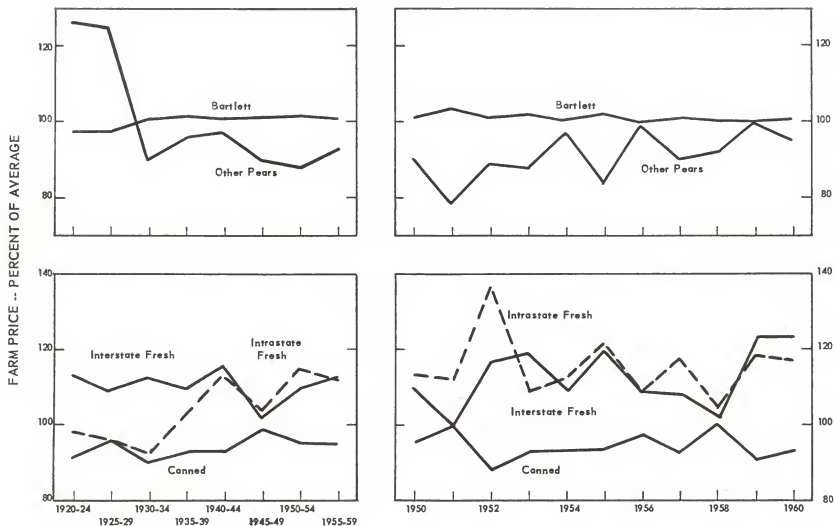 FARM PRICE -- PERCENT OF AVERAGE
120
100
80
Bartlett
Other Pears
Bartlett
Other Pears
120
100
80
140
120
100
80
Interstate Fresh
Intrastate
Fresh
Canned
1920-24 1930-34 1940-44 1950-54
1925-29 1935-39 1945-49 1955-59
Intrastate Fresh
Interstate Fresh
Canned
140
120
100
80
1950 1952 1954 1956 1958 1960